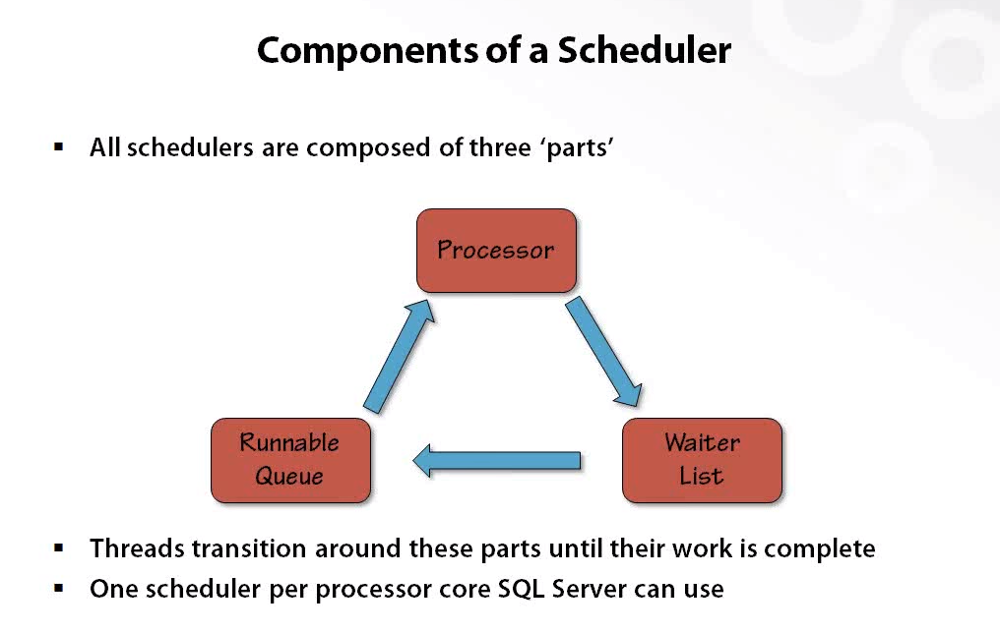 Components of a Scheduler
▪ All schedulers are composed of three ‘parts’
Processor
Runnable
Queue
Waiter
List
▪ Threads transition around these parts until their work is complete
▪ One scheduler per processor core SQL Server can use